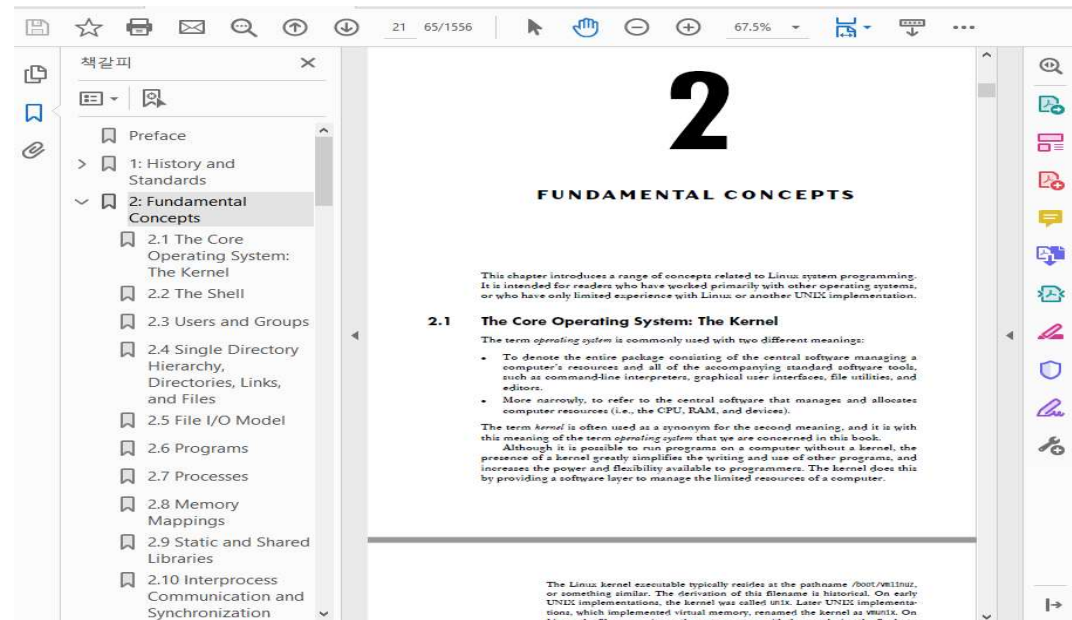 21 65/1556
67.5%
책갈피
Preface
1: History and
Standards
2: Fundamental
Concepts
2.1 The Core
Operating System:
The Kernel
2.2 The Shell
2.3 Users and Groups
2.4 Single Directory
Hierarchy,
Directories, Links,
and Files
2.5 File I/O Model
2.6 Programs
2.7 Processes
2.8 Memory
Mappings
2.9 Static and Shared
Libraries
2.10 Interprocess
Communication and
Synchronization
2
FUNDAMENTAL CONCEPTS
This chapter introduces a range of concepts related to Linux system programming.
It is intended for readers who have worked primarily with other operating systems,
or who have only limited experience with Linux or another UNIX implementation.
2.1 The Core Operating System: The Kernel
The term operating system is commonly used with two different meanings:
• To denote the entire package consisting of the central software managing a
computer's resources and all of the accompanying standard software tools,
such as command-line interpreters, graphical user interfaces, file utilities, and
editors.
• More narrowly, to refer to the central software that manages and allocates
computer resources (i.e., the CPU, RAM, and devices).
The term kernel is often used as a synonym for the second meaning, and it is with
this meaning of the term operating system that we are concerned in this book.
Although it is possible to run programs on a computer without a kernel, the
presence of a kernel greatly simplifies the writing and use of other programs, and
increases the power and flexibility available to programmers. The kernel does this
by providing a software layer to manage the limited resources of a computer.
The Linux kernel executable typically resides at the pathname /boot/vmlinuz,
or something similar. The derivation of this filename is historical. On early
UNIX implementations, the kernel was called unix. Later UNIX implementa-
tions, which implemented virtual memory, renamed the kernel as vmunix. On